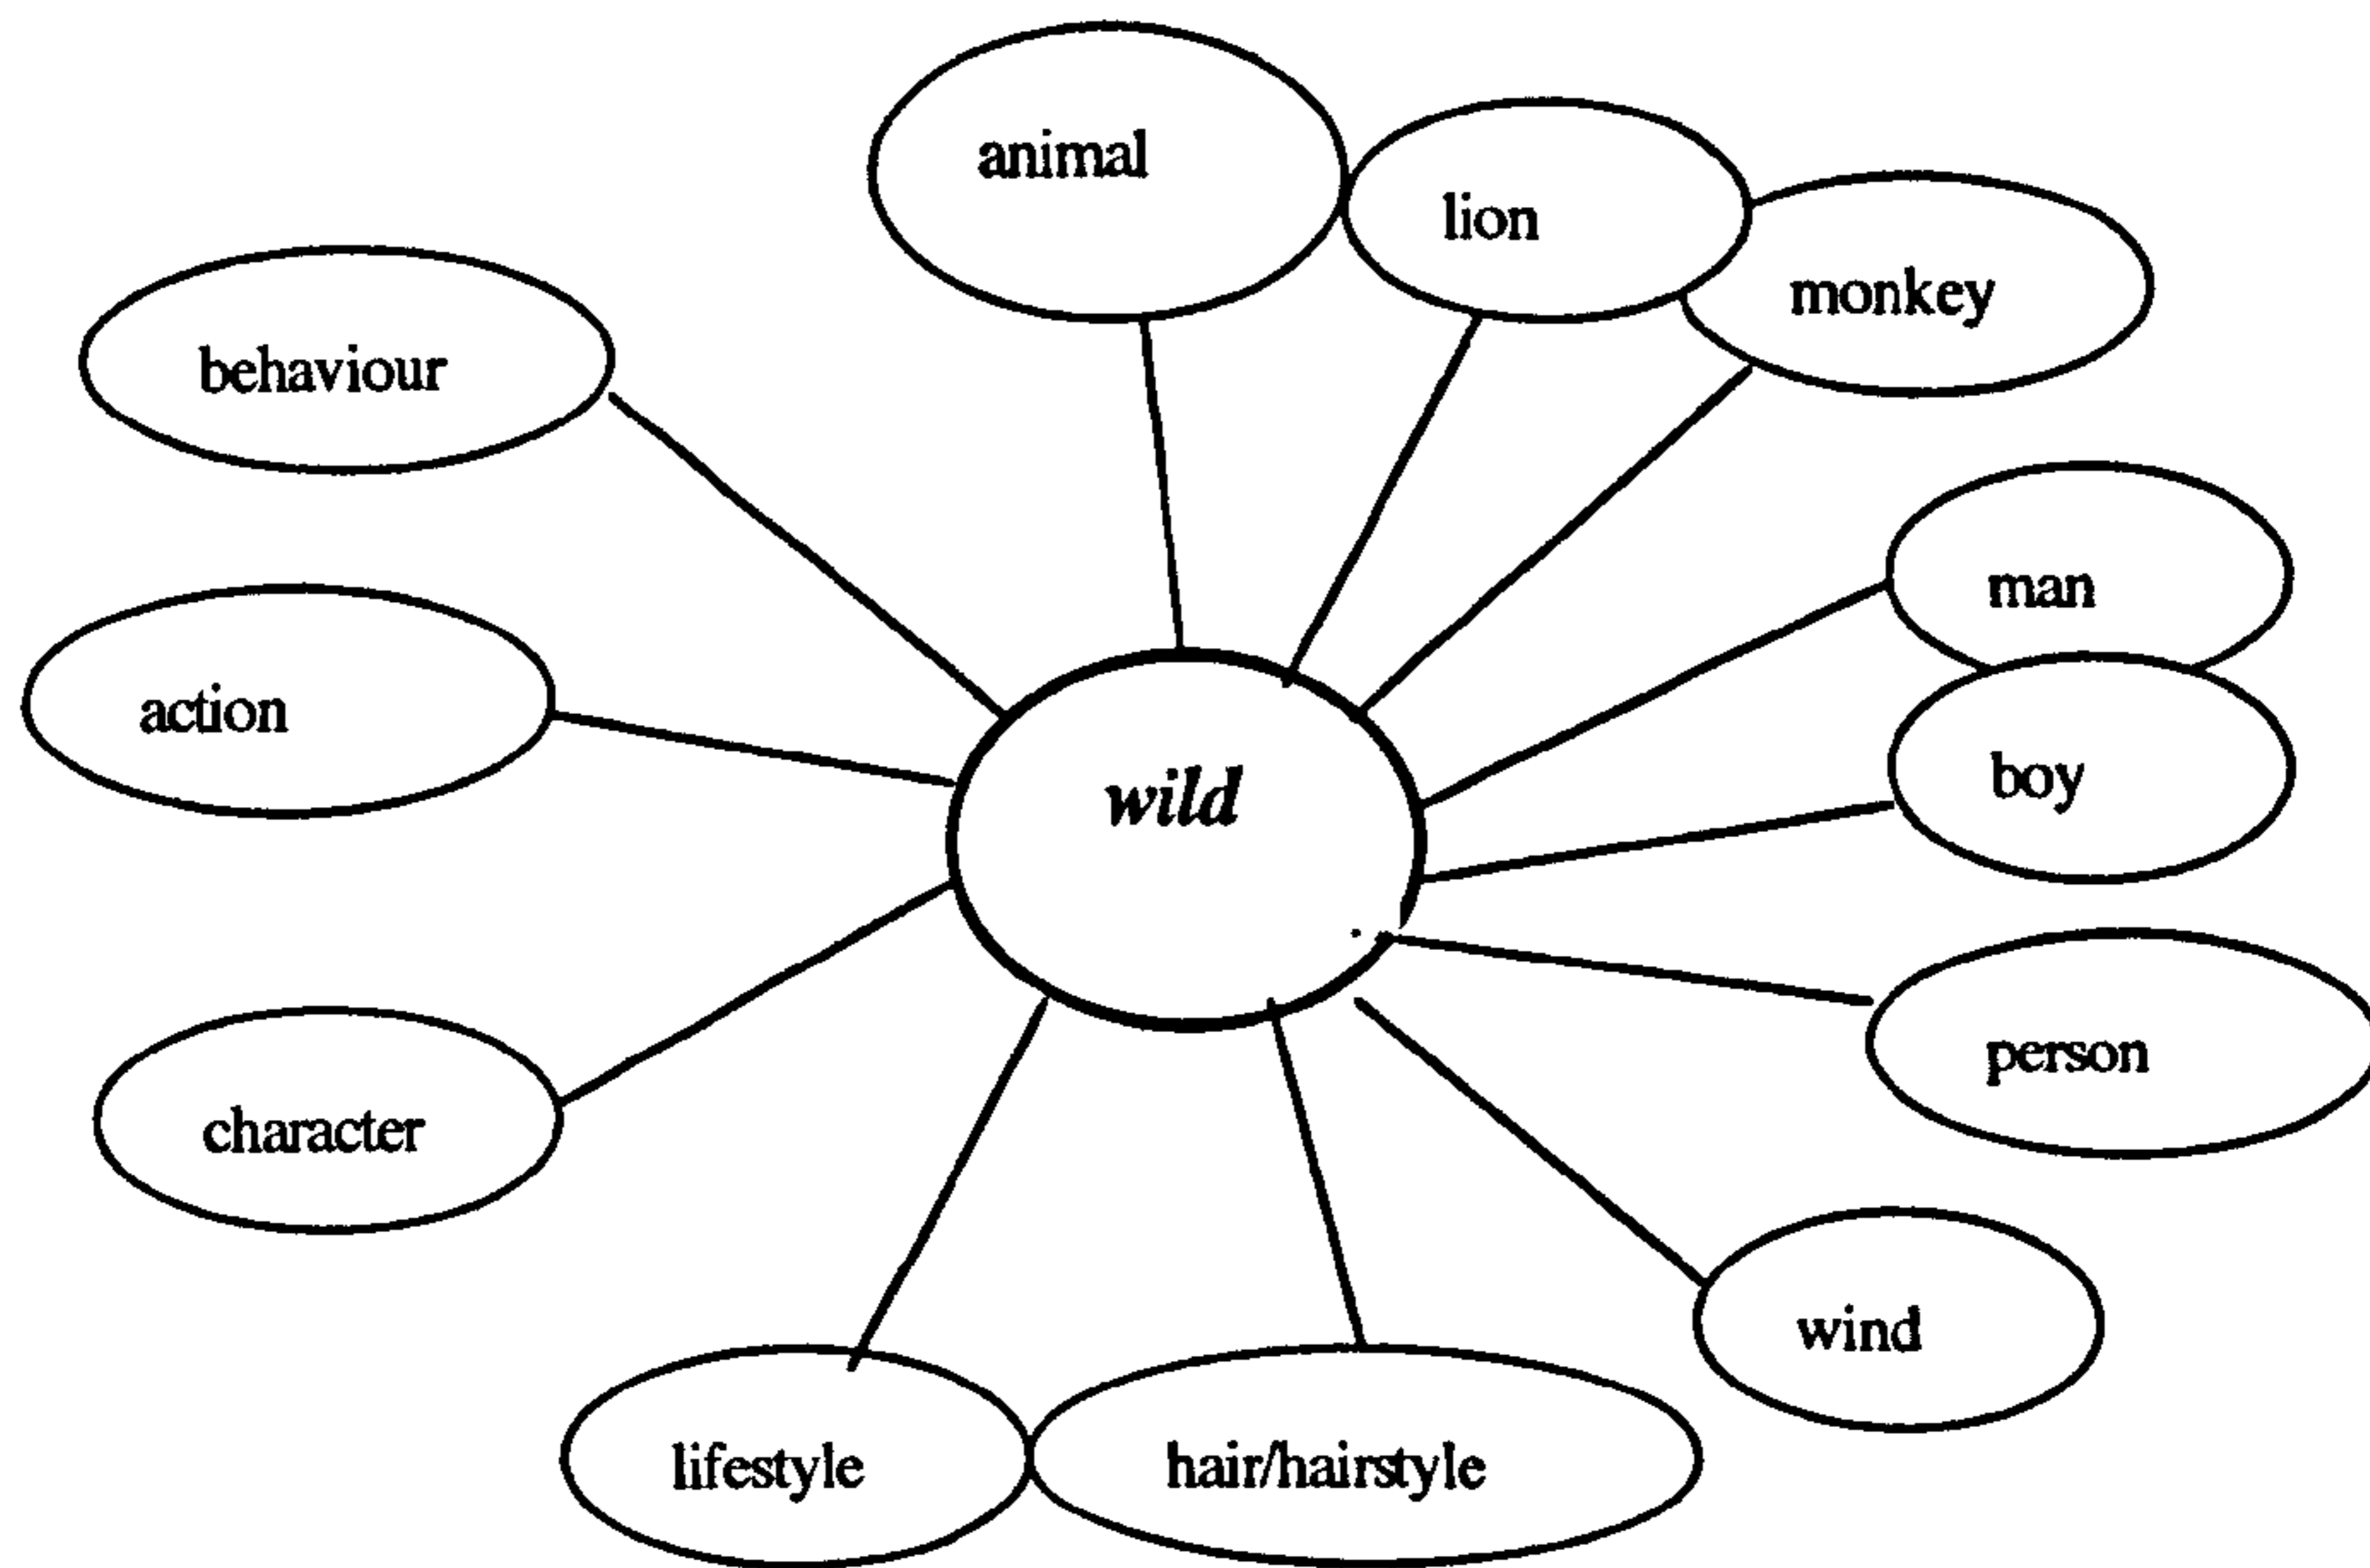 animal
lion
monkey
behaviour
man
action
boy
wild
person
character
wind
lifestyle
hair/hairstyle